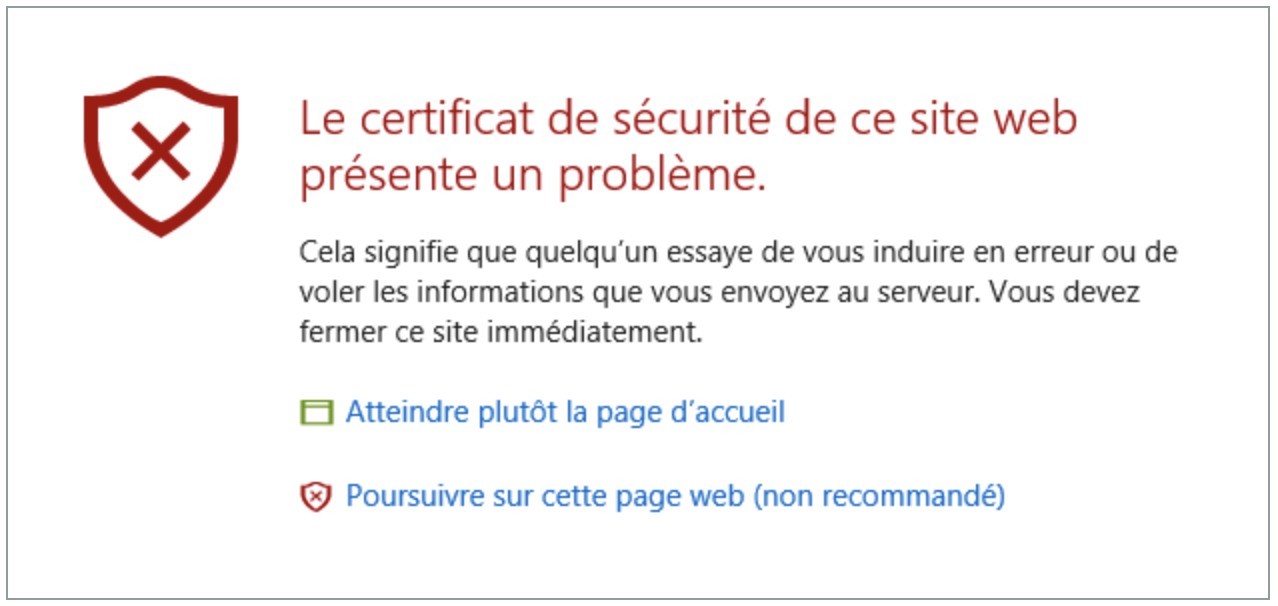 Le certificat de sécurité de ce site web
présente un problème.
Cela signifie que quelqu’un essaye de vous induire en erreur ou de
voler les informations que vous envoyez au serveur. Vous devez
fermer ce site immédiatement.
Atteindre plutôt la page d’accueil
Poursuivre sur cette page web (non recommandé)